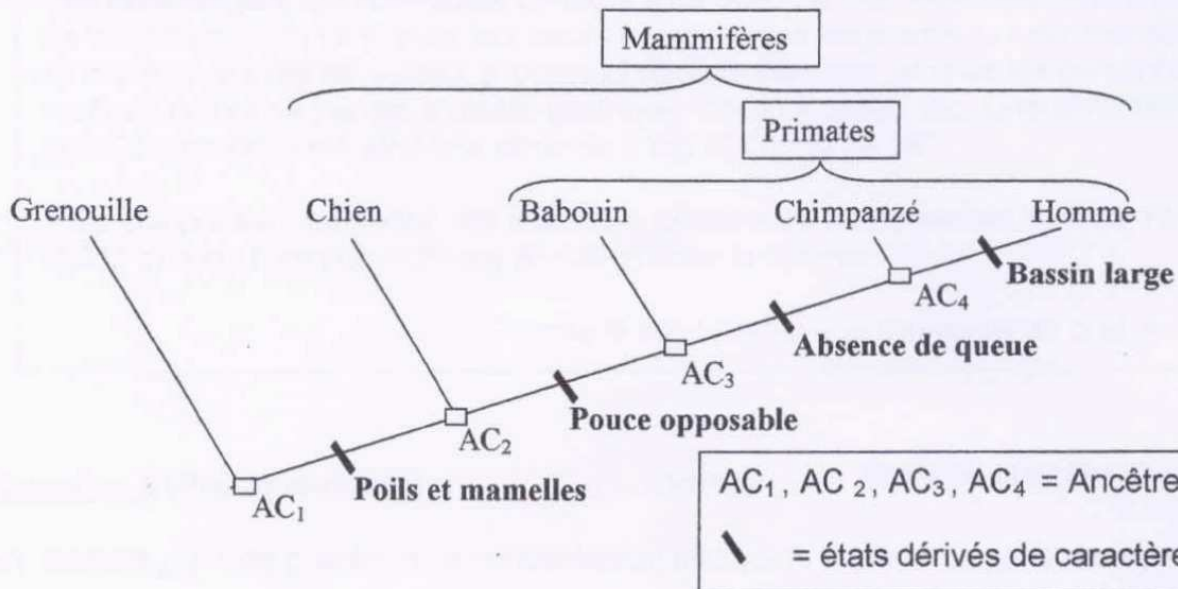 Mammifères
Primates
Grenouille Chien Babouin Chimpanzé Homme
Bassin large
AC4
Absence de queue
AC3
Pouce opposable
AC2
Poils et mamelles
AC1
AC1, AC 2, AC3, AC4 = Ancêtre
= états dérivés de caractère